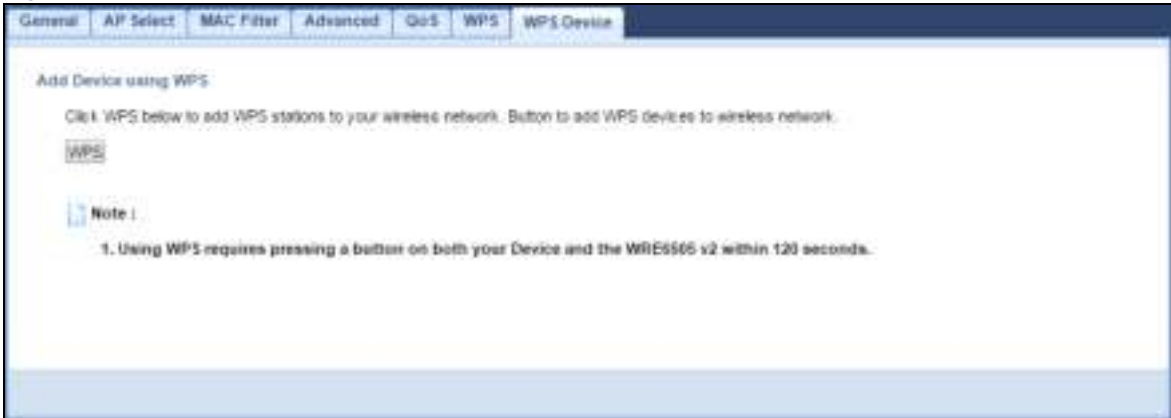 General AP Select MAC Filter Advanced QoS WPS WPS Device
Add Device using WPS
Click WPS below to add WPS stations to your wireless network. Button to add WPS devices to wireless network.
WPS
Note :
1. Using WPS requires pressing a button on both your Device and the WRE6505 v2 within 120 seconds.